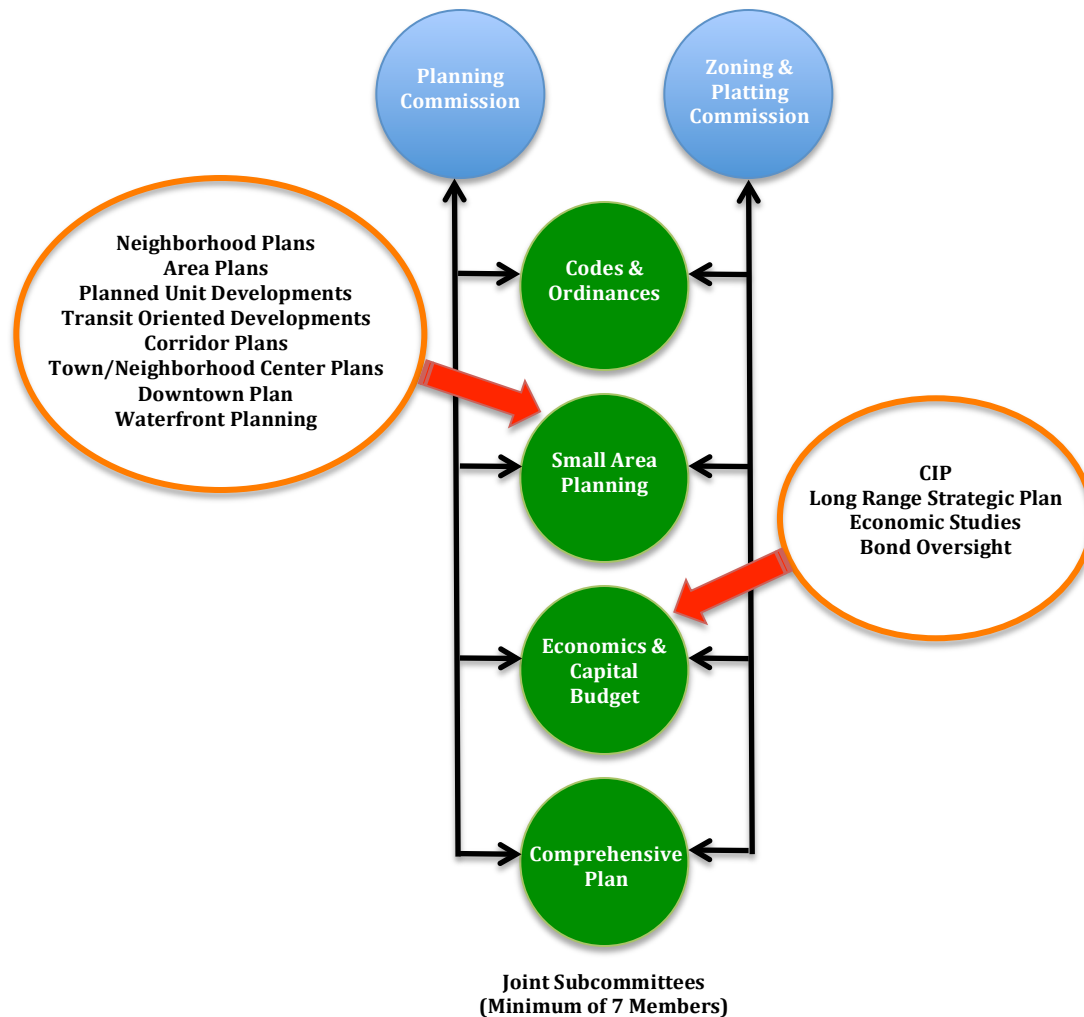 Planning
Commission
Zoning &
Platting
Commission
Neighborhood Plans
Area Plans
Planned Unit Developments
Transit Oriented Developments
Corridor Plans
Town/Neighborhood Center Plans
Downtown Plan
Waterfront Planning
Codes &
Ordinances
Small Area
Planning
CIP
Long Range Strategic Plan
Economic Studies
Bond Oversight
Economics &
Capital
Budget
Comprehensive
Plan
Joint Subcommittees
(Minimum of 7 Members)